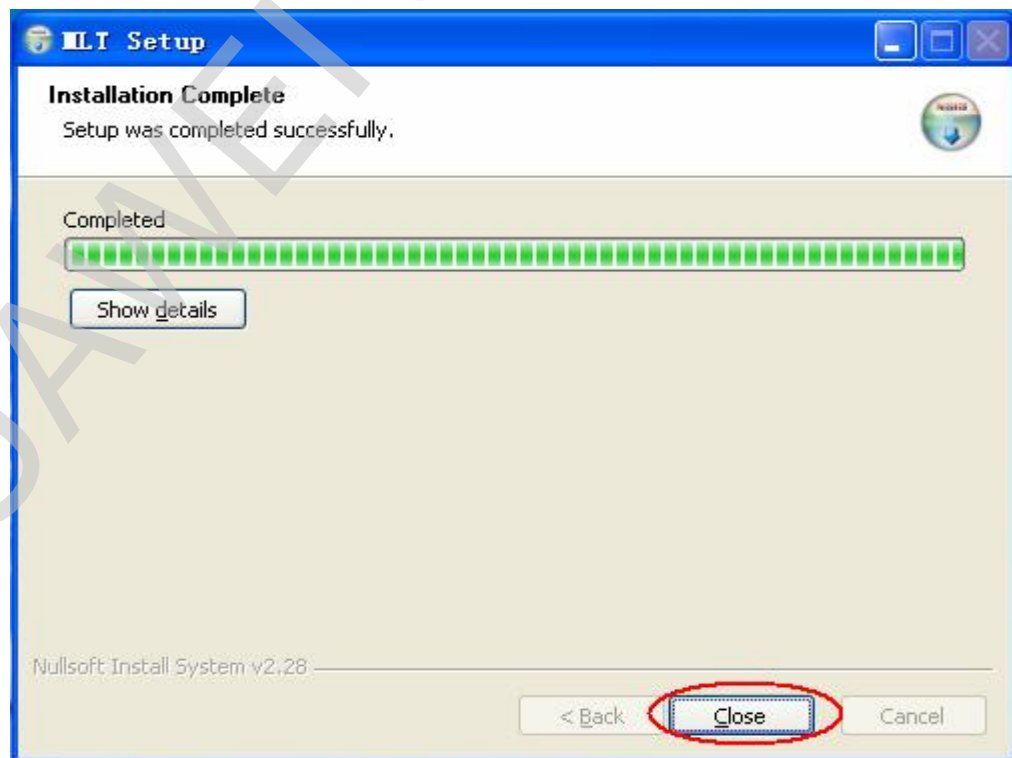 MLT Setup
Installation Complete
Setup was completed successfully.
Completed
Show details
Nullsoft Install System v2.28
< Back
Close
Cancel